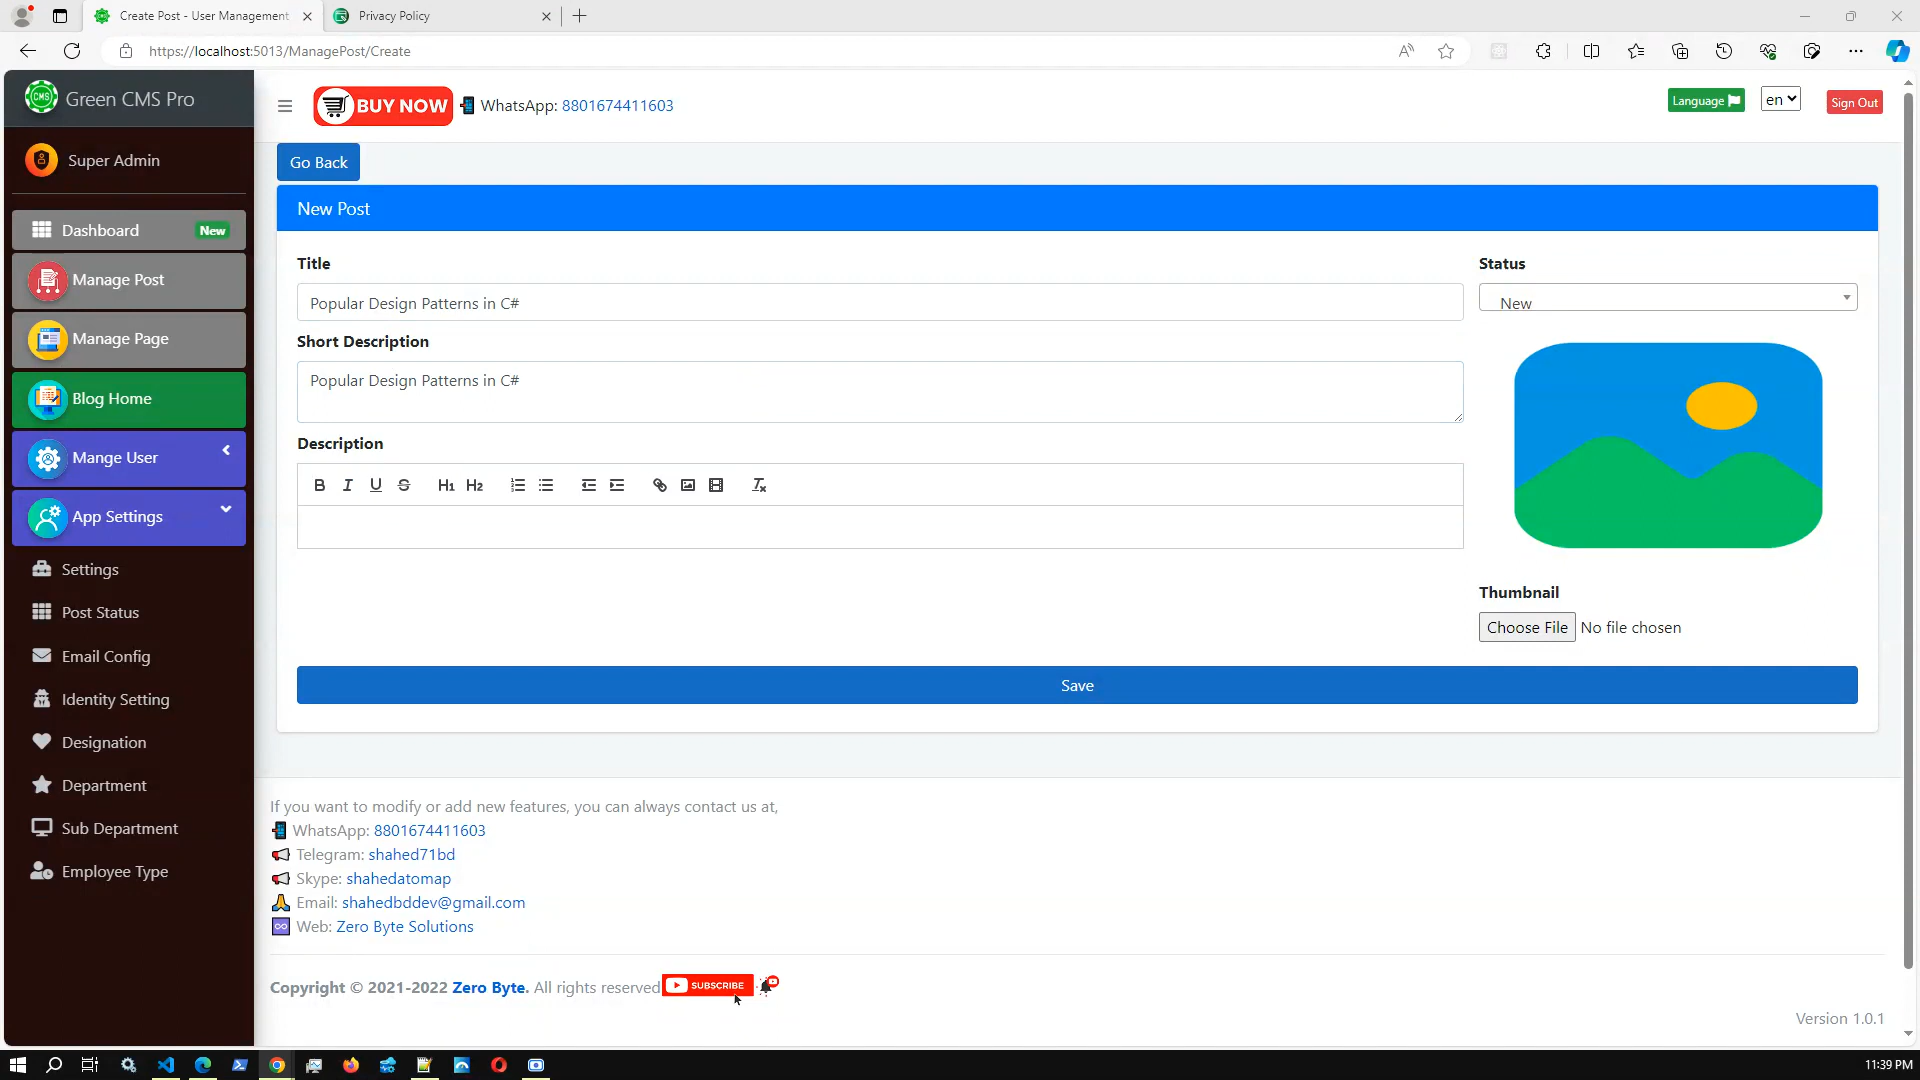 Create Post - User Management
Privacy Policy
https://localhost:5013/ManagePost/Create
CMS
Green CMS Pro
BUY NOW
WhatsApp: 8801674411603
Language
en
Sign Out
Super Admin
Go Back
New Post
Dashboard
New
Manage Post
Manage Page
Blog Home
Mange User
App Settings
Settings
Post Status
Email Config
Identity Setting
Designation
Department
Sub Department
Employee Type
Title
Popular Design Patterns in C#
Short Description
Popular Design Patterns in C#
Description
B I U S H1 H2
Status
New
Thumbnail
Choose File No file chosen
Save
If you want to modify or add new features, you can always contact us at,
WhatsApp: 8801674411603
Telegram: shahed71bd
Skype: shahedatomap
Email: shahedbddev@gmail.com
Web: Zero Byte Solutions
Copyright © 2021-2022 Zero Byte. All rights reserved
SUBSCRIBE
Version 1.0.1
11:39 PM